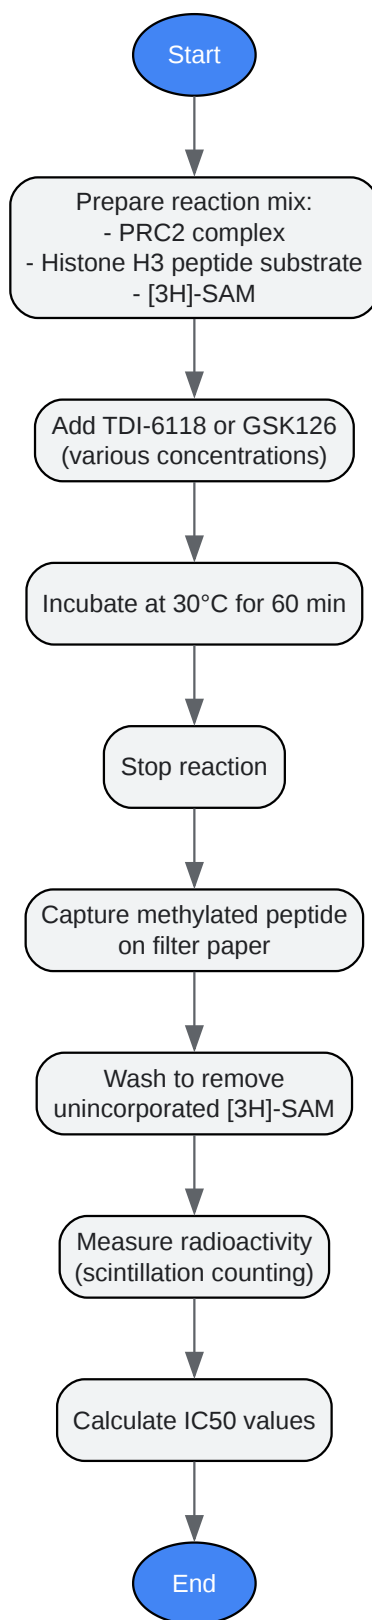 Start
Prepare reaction mix:
- PRC2 complex
- Histone H3 peptide substrate
- [3H]-SAM
Add TDI-6118 or GSK126
(various concentrations)
Incubate at 30°C for 60 min
Stop reaction
Capture methylated peptide
on filter paper
Wash to remove
unincorporated [3H]-SAM
Measure radioactivity
(scintillation counting)
Calculate IC50 values
End